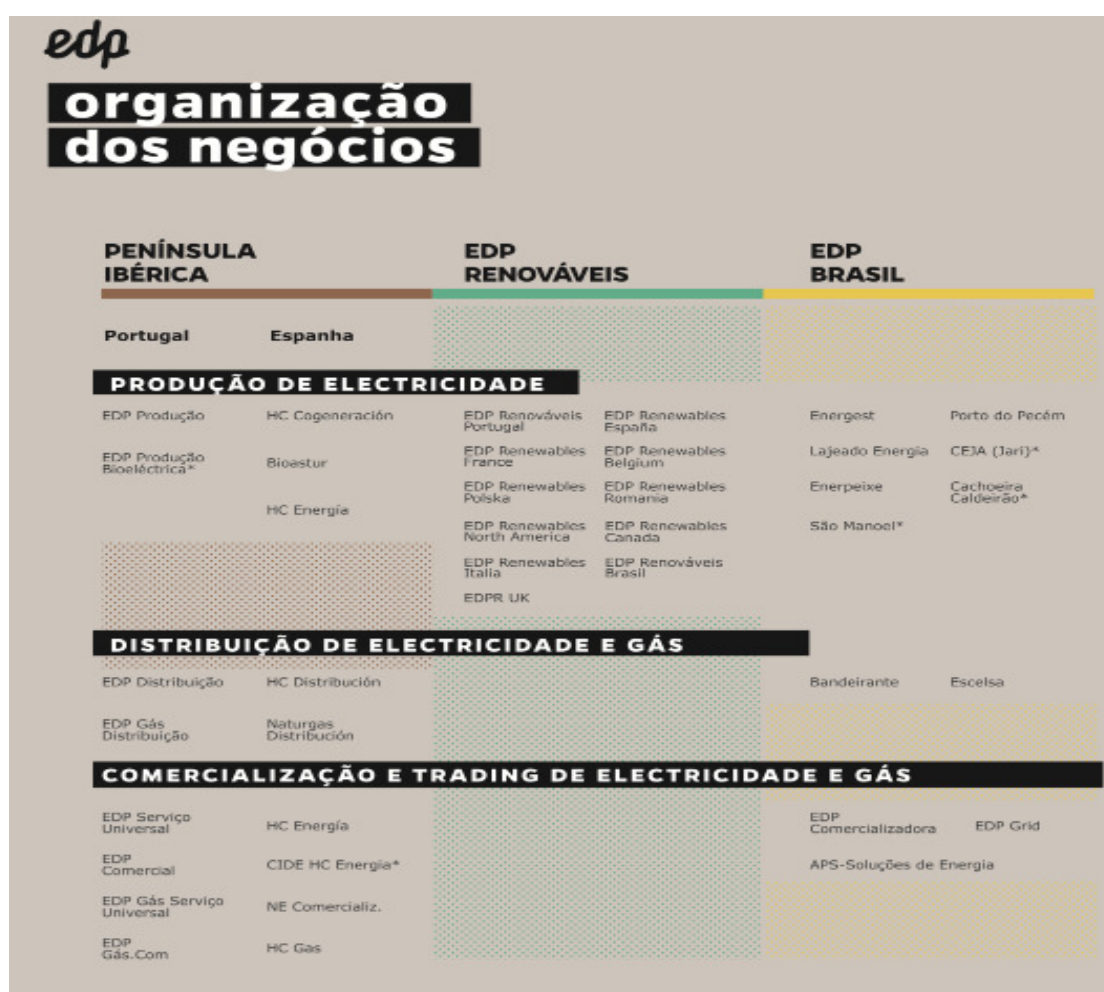 edp
organização
dos negócios
PENÍNSULA
IBÉRICA
EDP
RENOVÁVEIS
EDP
BRASIL
Portugal
Espanha
PRODUÇÃO DE ELECTRICIDADE
EDP Produção
EDP Produção
Bioeléctrica*
HC Cogeneración
Bioastur
HC Energía
EDP Renováveis
Portugal
EDP Renewables
España
EDP Renewables
France
EDP Renewables
Belgium
EDP Renewables
Polska
EDP Renewables
Romania
EDP Renewables
North America
EDP Renewables
Canada
EDP Renewables
Italia
EDP Renováveis
Brasil
EDPR UK
Energest
Porto do Pecém
Lajeado Energia
CEJA (Jari)*
Enerpeixe
Cachoeira
Caldeirão*
São Manoel*
DISTRIBUIÇÃO DE ELECTRICIDADE E GÁS
EDP Distribuição
HC Distribución
EDP Gás
Distribuição
Naturgas
Distribución
Bandeirante
Escelsa
COMERCIALIZAÇÃO E TRADING DE ELECTRICIDADE E GÁS
EDP Serviço
Universal
HC Energía
EDP
Comercial
CIDE HC Energia*
EDP Gás Serviço
Universal
NE Comercializ.
EDP
Gás.Com
HC Gas
EDP
Comercializadora
EDP Grid
APS-Soluções de Energia